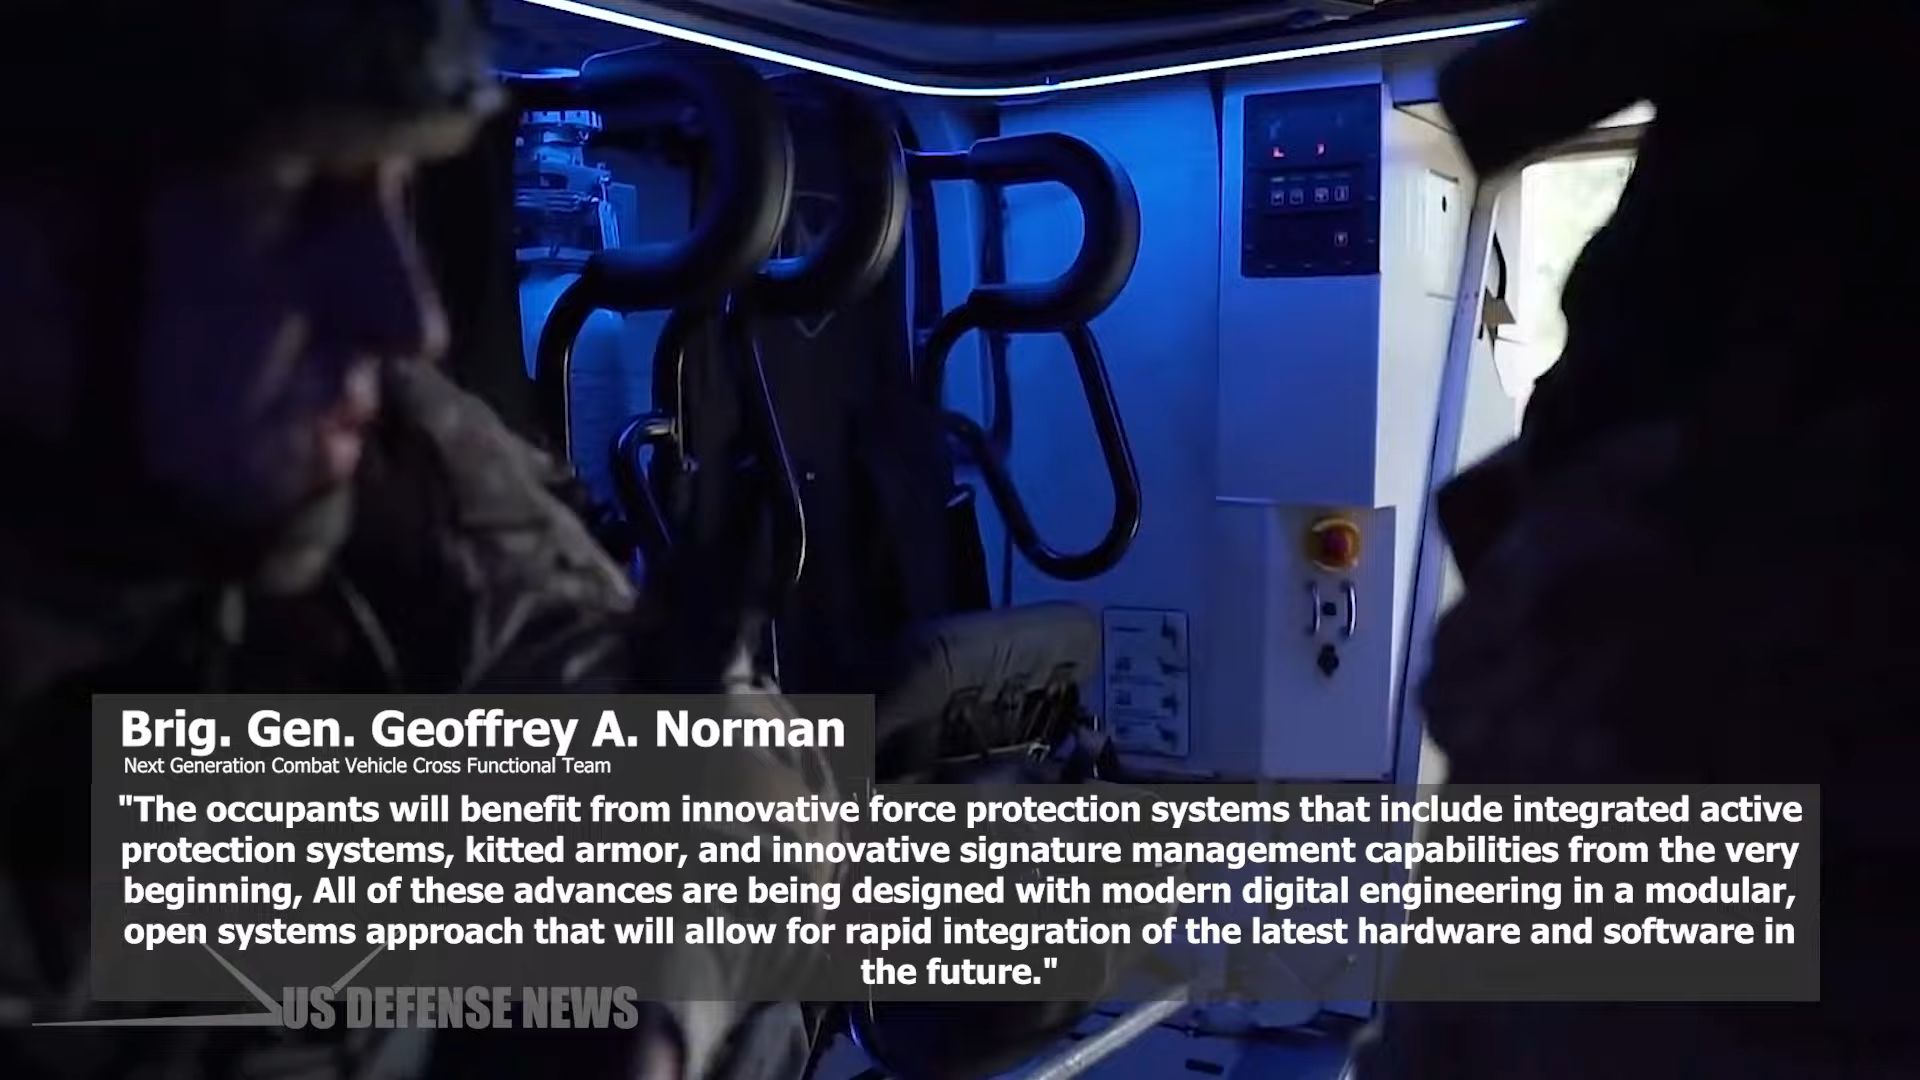 Brig. Gen. Geoffrey A. Norman
Next Generation Combat Vehicle Cross Functional Team
"The occupants will benefit from innovative force protection systems that include integrated active
protection systems, kitted armor, and innovative signature management capabilities from the very
beginning, All of these advances are being designed with modern digital engineering in a modular,
open systems approach that will allow for rapid integration of the latest hardware and software in
the future."
US DEFENSE NEWS